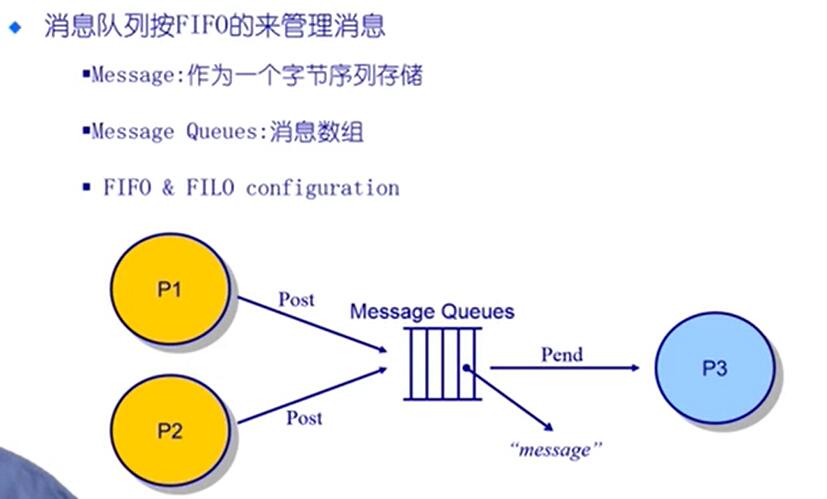 消息队列按FIFO的来管理消息
Message:作为一个字节序列存储
Message Queues:消息数组
FIFO & FILO configuration
P1
Post
Message Queues
Pend
P3
P2
Post
“message”